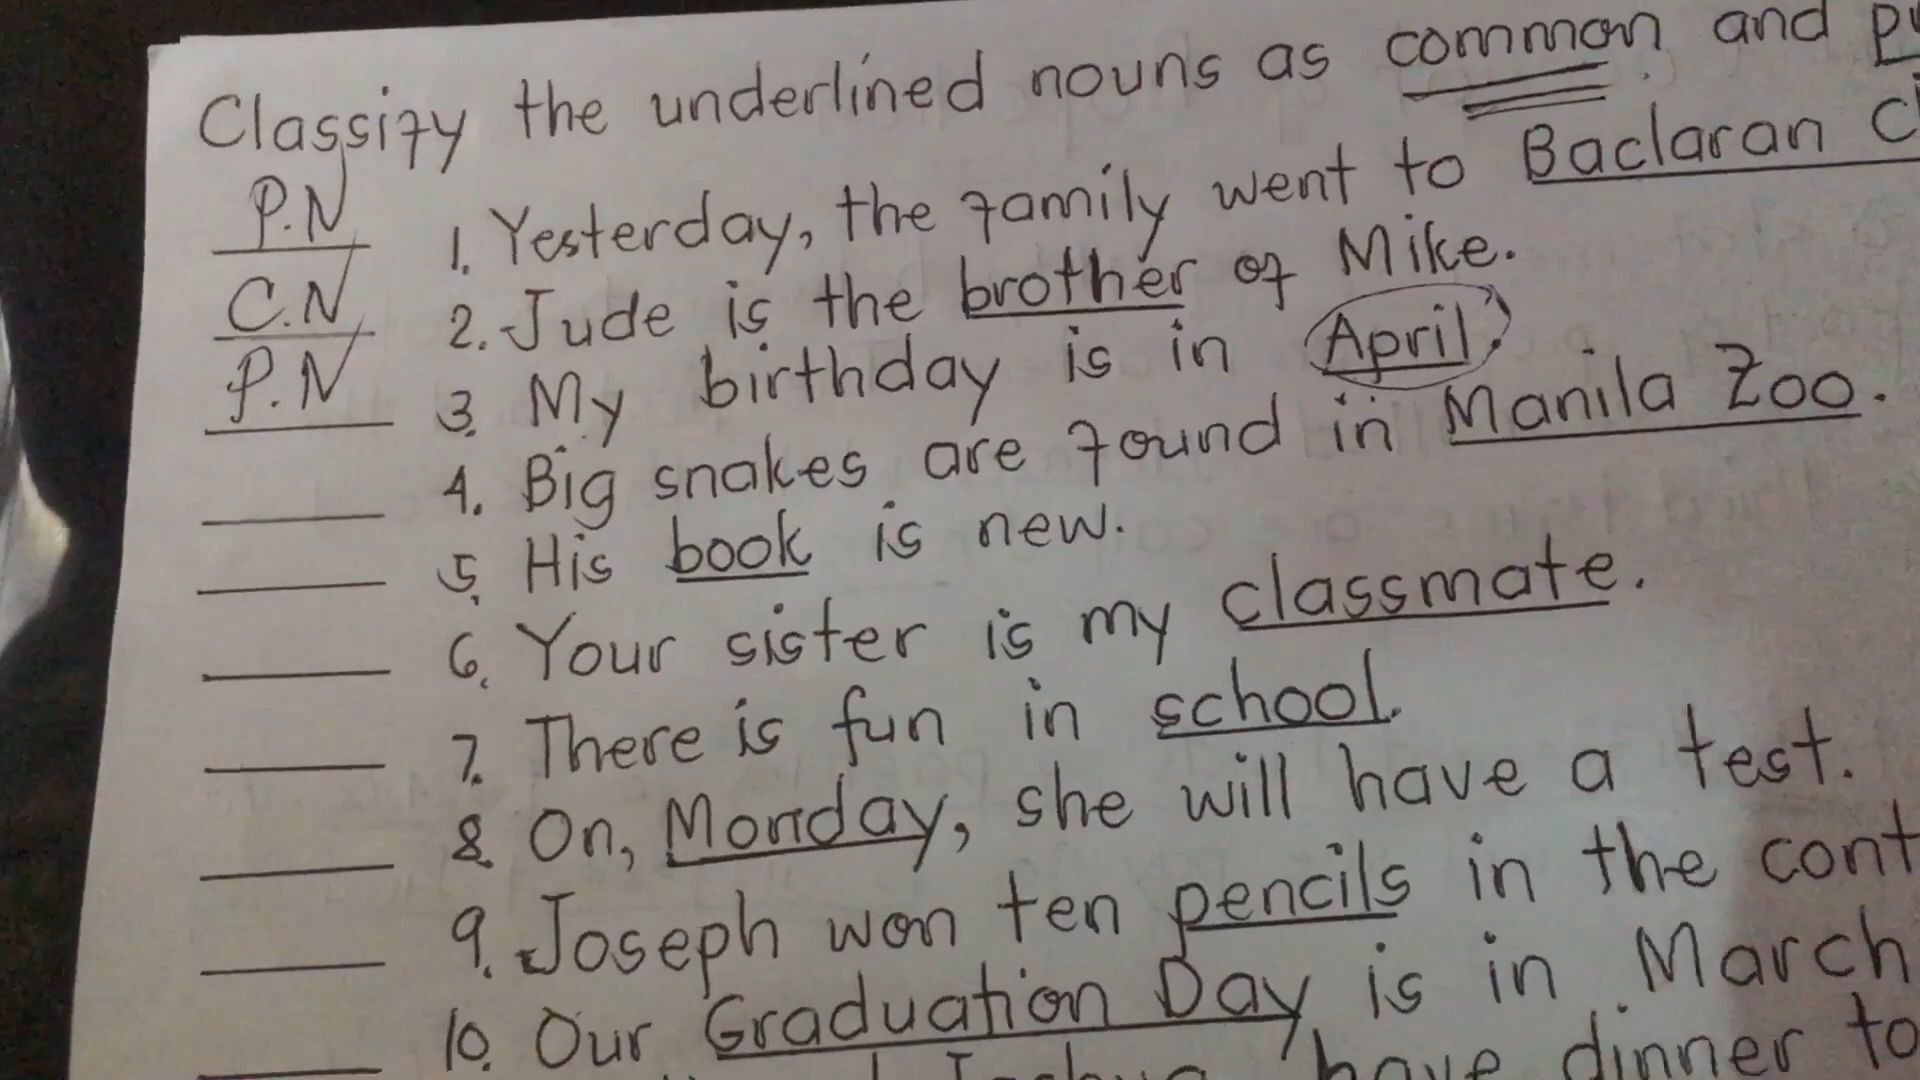 Classify the underlined nouns as common and
P.N 1. Yesterday, the family went to Baclaran
C.N 2. Jude is the brother of Mike.
P.N 3. My birthday is in April.
4. Big snakes are found in Manila Zoo.
5. His book is new.
6. Your sister is my classmate.
7. There is fun in school.
8. On, Monday, she will have a test.
9. Joseph won ten pencils in the
10. Our Graduation Day is in March
have dinner to